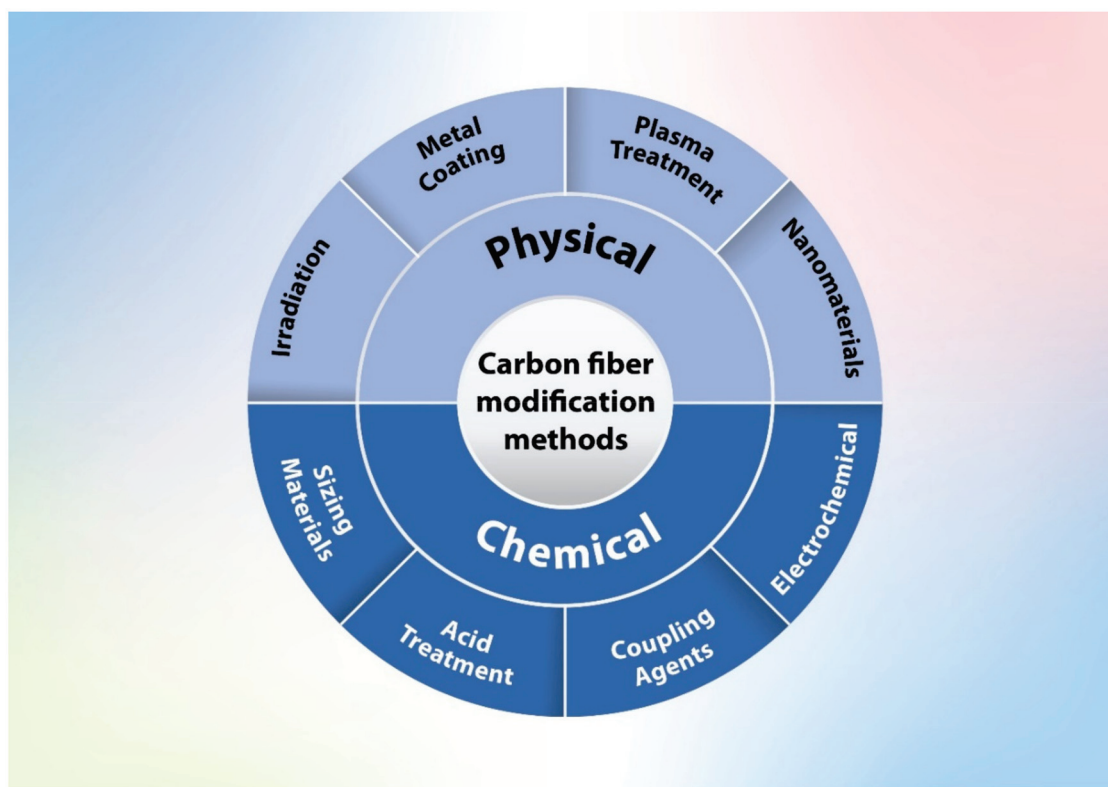 Carbon fiber
modification
methods
Physical
Irradiation
Metal
Coating
Plasma
Treatment
Nanomaterials
Chemical
Sizing
Materials
Acid
Treatment
Coupling
Agents
Electrochemical